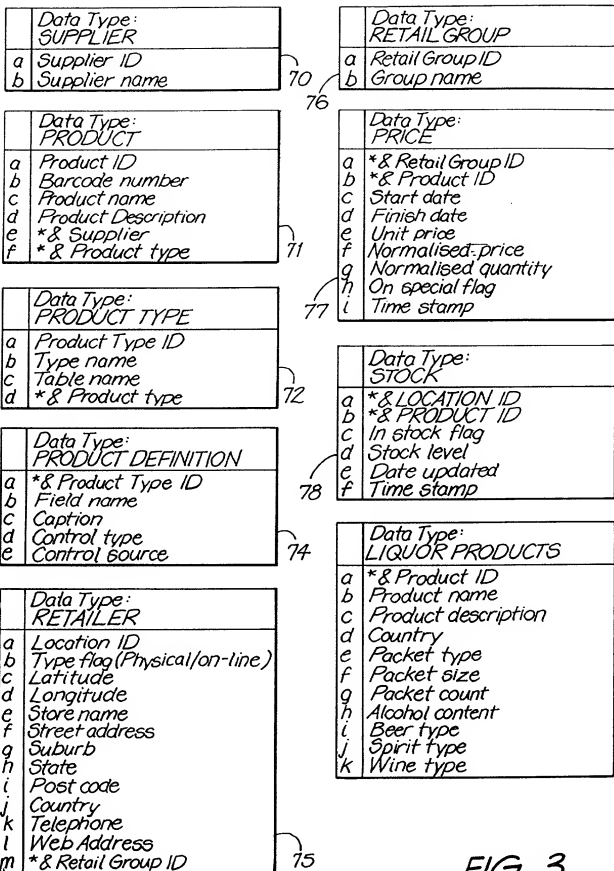 Data Type:
SUPPLIER
a Supplier ID
b Supplier name
70
Data Type:
PRODUCT
a Product ID
b Barcode number
c Product name
d Product Description
e *& Supplier
f *& Product type
71
Data Type:
PRODUCT TYPE
a Product Type ID
b Type name
c Table name
d *& Product type
72
Data Type:
PRODUCT DEFINITION
a *& Product Type ID
b Field name
c Caption
d Control type
e Control source
74
Data Type:
RETAILER
a Location ID
b Type flag (Physical/on-line)
c Latitude
d Longitude
e Store name
f Street address
g Suburb
h State
i Post code
j Country
k Telephone
l Web Address
m *& Retail Group ID
75
Data Type:
RETAIL GROUP
a Retail Group ID
b Group name
76
Data Type:
PRICE
a *& Retail Group ID
b *& Product ID
c Start date
d Finish date
e Unit price
f Normalised-price
g Normalised quantity
h On special flag
i Time stamp
77
Data Type:
STOCK
a *& LOCATION ID
b *& PRODUCT ID
c In stock flag
d Stock level
e Date updated
f Time stamp
78
Data Type:
LIQUOR PRODUCTS
a *& Product ID
b Product name
c Product description
d Country
e Packet type
f Packet size
g Packet count
h Alcohol content
i Beer type
j Spirit type
k Wine type
FIG. 3